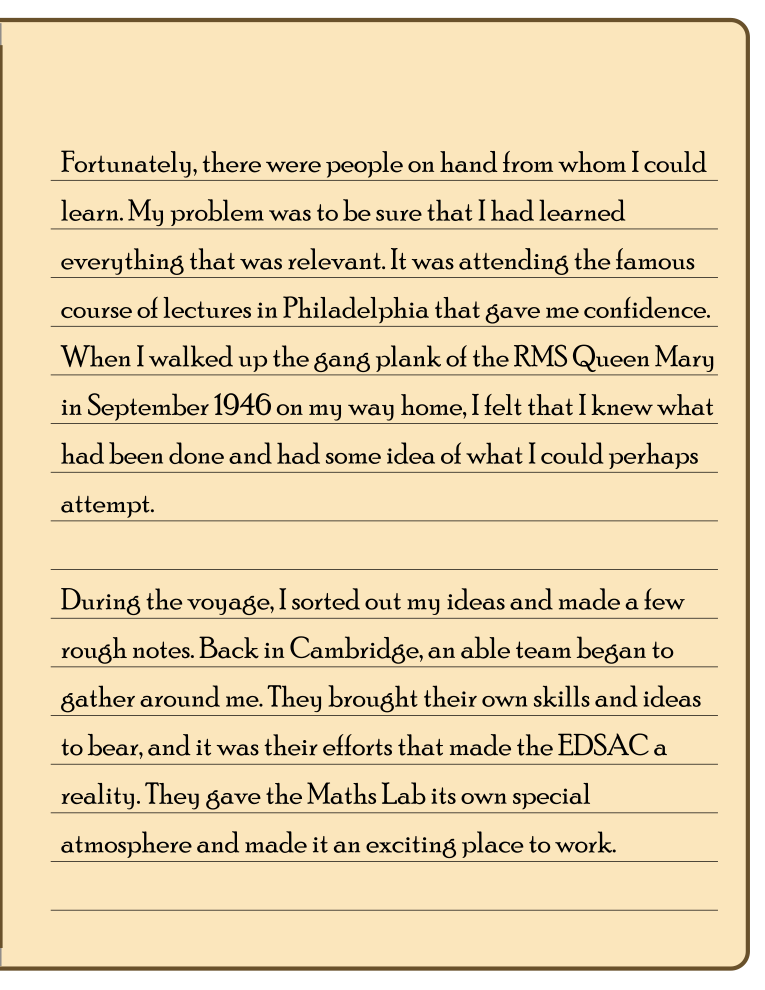 Fortunately, there were people on hand from whom I could
learn. My problem was to be sure that I had learned
everything that was relevant. It was attending the famous
course of lectures in Philadelphia that gave me confidence.
When I walked up the gang plank of the RMS Queen Mary
in September 1946 on my way home, I felt that I knew what
had been done and had some idea of what I could perhaps
attempt.
During the voyage, I sorted out my ideas and made a few
rough notes. Back in Cambridge, an able team began to
gather around me. They brought their own skills and ideas
to bear, and it was their efforts that made the EDSAC a
reality. They gave the Maths Lab its own special
atmosphere and made it an exciting place to work.